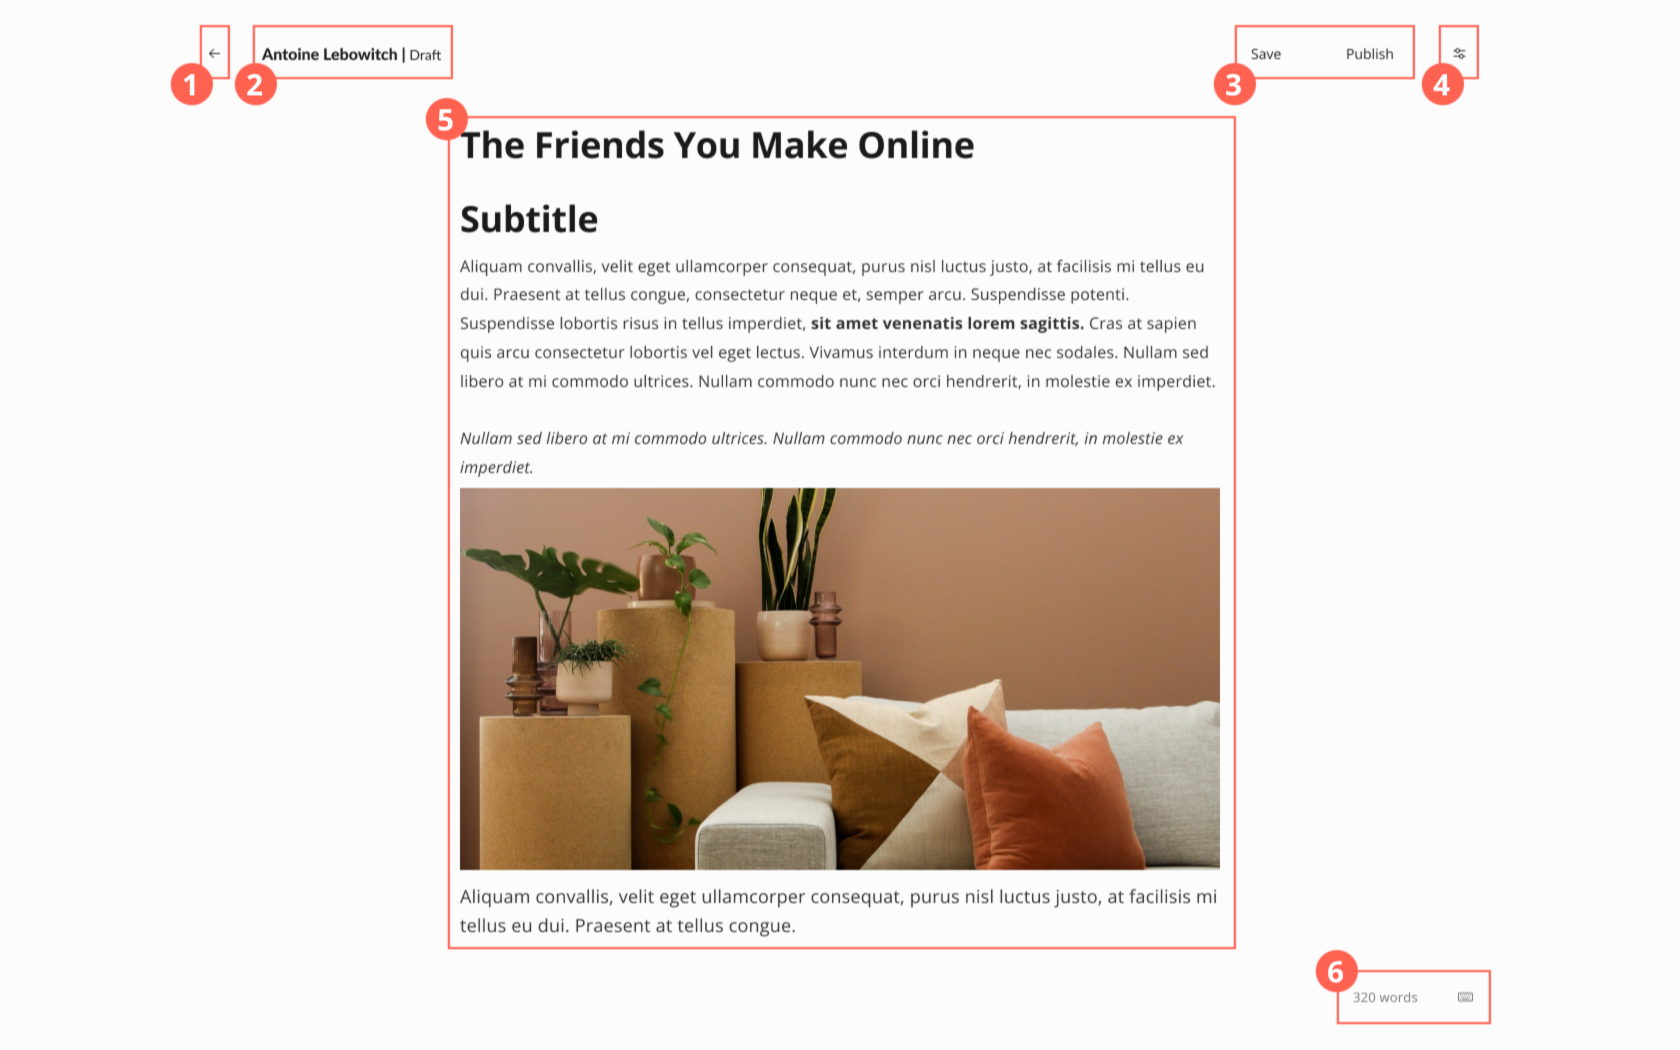 Antoine Lebowitch | Draft
Save
Publish
1
2
3
4
5
The Friends You Make Online
Subtitle
Aliquam convallis, velit eget ullamcorper consequat, purus nisl luctus justo, at facilisis mi tellus eu
dui. Praesent at tellus congue, consectetur neque et, semper arcu. Suspendisse potenti.
Suspendisse lobortis risus in tellus imperdiet, sit amet venenatis lorem sagittis. Cras at sapien
quis arcu consectetur lobortis vel eget lectus. Vivamus interdum in neque nec sodales. Nullam sed
libero at mi commodo ultrices. Nullam commodo nunc nec orci hendrerit, in molestie ex imperdiet.
Nullam sed libero at mi commodo ultrices. Nullam commodo nunc nec orci hendrerit, in molestie ex
imperdiet.
Aliquam convallis, velit eget ullamcorper consequat, purus nisl luctus justo, at facilisis mi
tellus eu dui. Praesent at tellus congue.
6
320 words